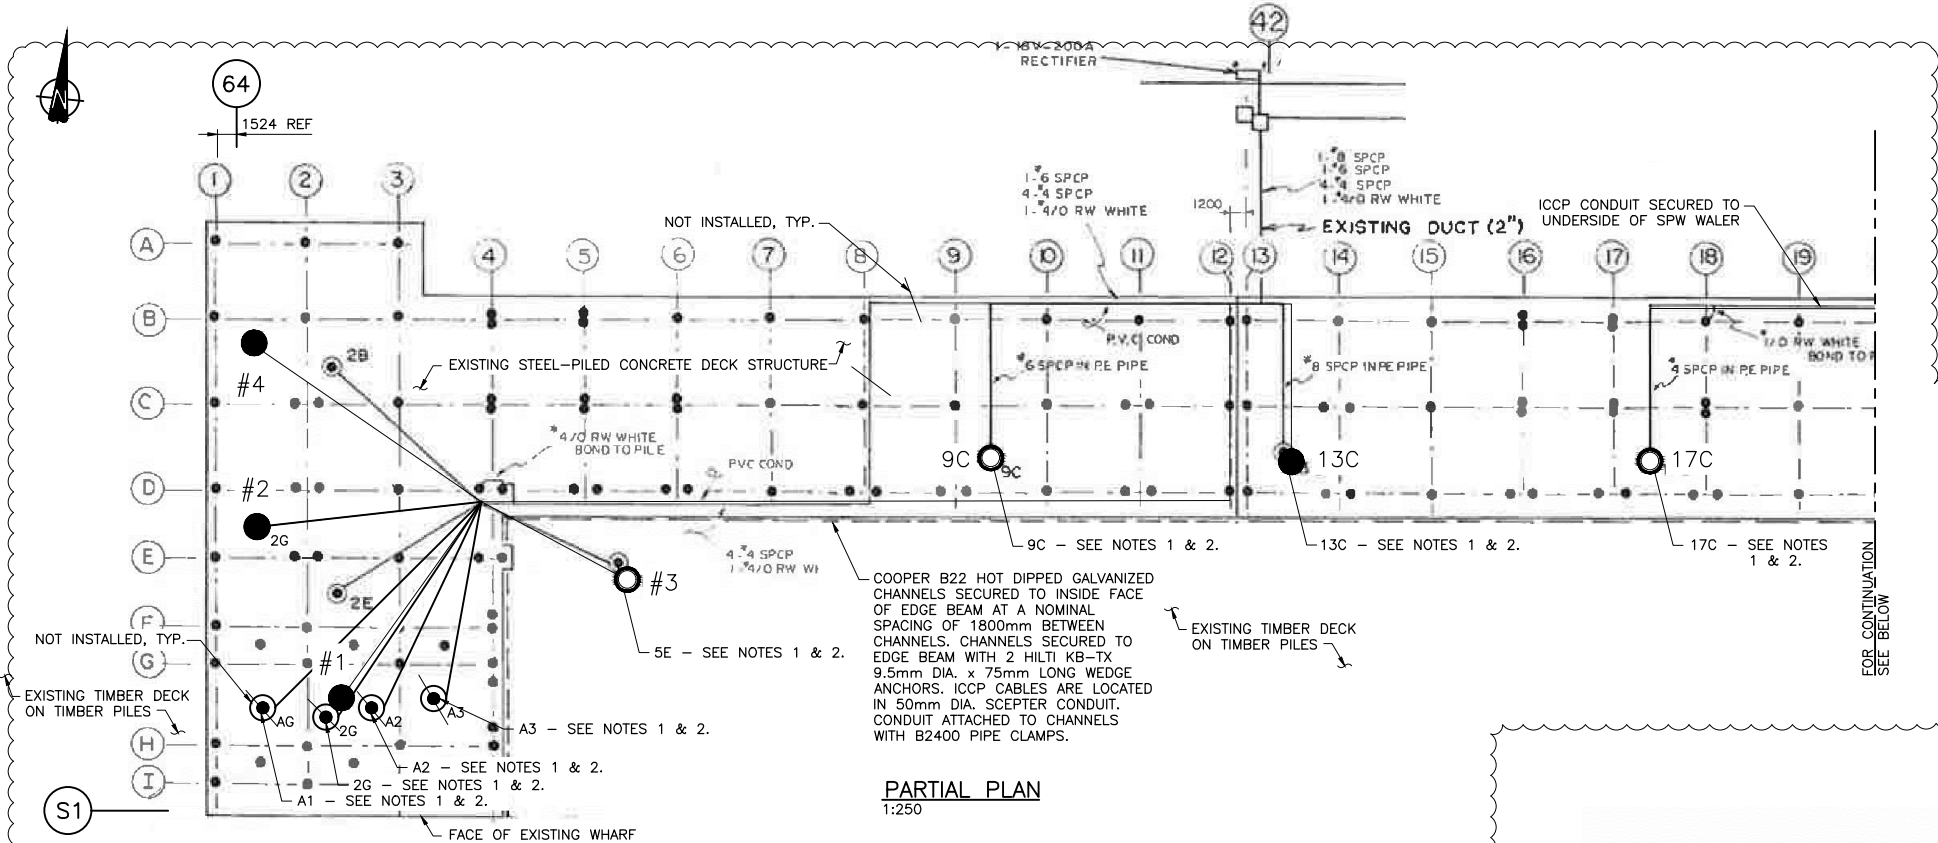 42
1-18V-200A
RECTIFIER
N
64
1524 REF
1-#8 SPCP
1-#6 SPCP
4-#4 SPCP
1-4/0 RW WHITE
1-#6 SPCP
4-#4 SPCP
1-4/0 RW WHITE
1200
EXISTING DUCT (2")
ICCP CONDUIT SECURED TO
UNDERSIDE OF SPW WALER
NOT INSTALLED, TYP.
1
2
3
4
5
6
7
8
9
10
11
12
13
14
15
16
17
18
19
A
B
C
D
E
F
G
H
I
2B
#4
EXISTING STEEL-PILED CONCRETE DECK STRUCTURE
P.V.C COND
#6 SPCP IN P.E PIPE
#8 SPCP IN PE PIPE
#4 SPCP IN P.E PIPE
1/0 RW WHITE
BOND TO P
#4/0 RW WHITE
BOND TO PILE
PVC COND
9C
9C
13C
17C
#2
2G
2E
4-#4 SPCP
1-#4/0 RW WH
#3
9C - SEE NOTES 1 & 2.
13C - SEE NOTES 1 & 2.
17C - SEE NOTES
1 & 2.
COOPER B22 HOT DIPPED GALVANIZED
CHANNELS SECURED TO INSIDE FACE
OF EDGE BEAM AT A NOMINAL
SPACING OF 1800mm BETWEEN
CHANNELS. CHANNELS SECURED TO
EDGE BEAM WITH 2 HILTI KB-TX
9.5mm DIA. x 75mm LONG WEDGE
ANCHORS. ICCP CABLES ARE LOCATED
IN 50mm DIA. SCEPTER CONDUIT.
CONDUIT ATTACHED TO CHANNELS
WITH B2400 PIPE CLAMPS.
EXISTING TIMBER DECK
ON TIMBER PILES
FOR CONTINUATION
SEE BELOW
NOT INSTALLED, TYP.
#1
5E - SEE NOTES 1 & 2.
EXISTING TIMBER DECK
ON TIMBER PILES
AG
2G
A2
A3
A3 - SEE NOTES 1 & 2.
A2 - SEE NOTES 1 & 2.
2G - SEE NOTES 1 & 2.
A1 - SEE NOTES 1 & 2.
S1
FACE OF EXISTING WHARF
PARTIAL PLAN
1:250